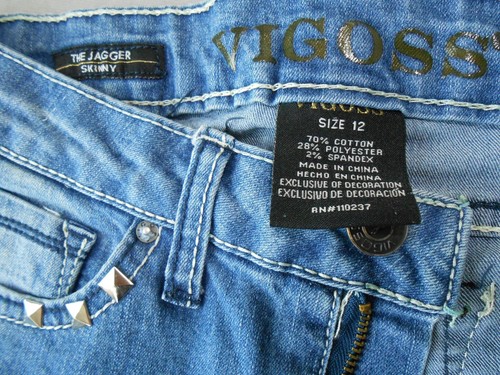 THE JAGGER
SKINNY
VIGOSS
VIGOSS
SIZE 12
70% COTTON
28% POLYESTER
2% SPANDEX
MADE IN CHINA
HECHO EN CHINA
EXCLUSIVE OF DECORATION
EXCLUSIVO DE DECORACIÓN
RN#110237